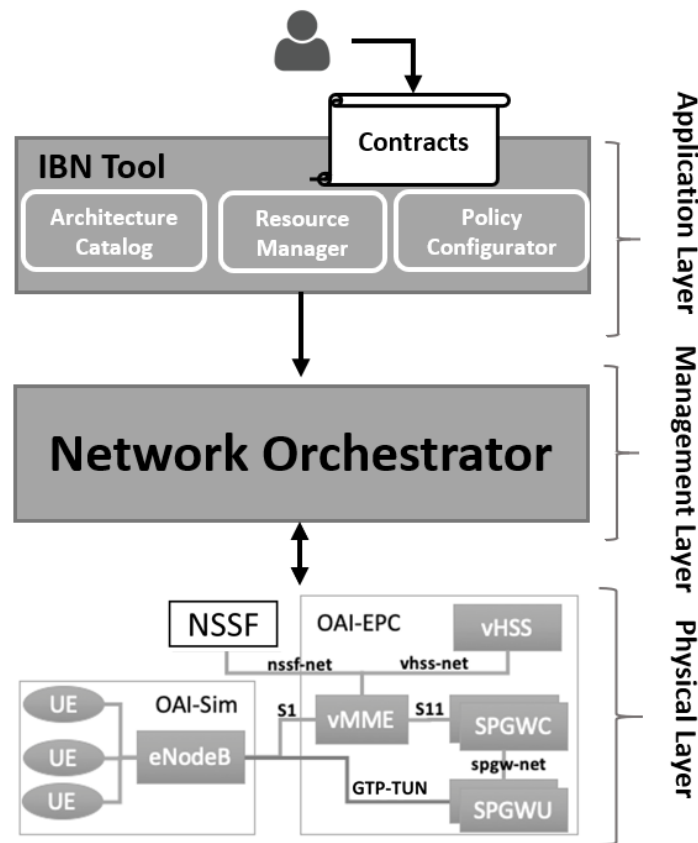 Contracts
IBN Tool
Architecture
Catalog
Resource
Manager
Policy
Configurator
Application Layer
Network Orchestrator
Management Layer
NSSF
OAI-EPC
vHSS
nssf-net
vhss-net
OAI-Sim
UE
UE
UE
eNodeB
S1
vMME
S11
SPGWC
spgw-net
GTP-TUN
SPGWU
Physical Layer